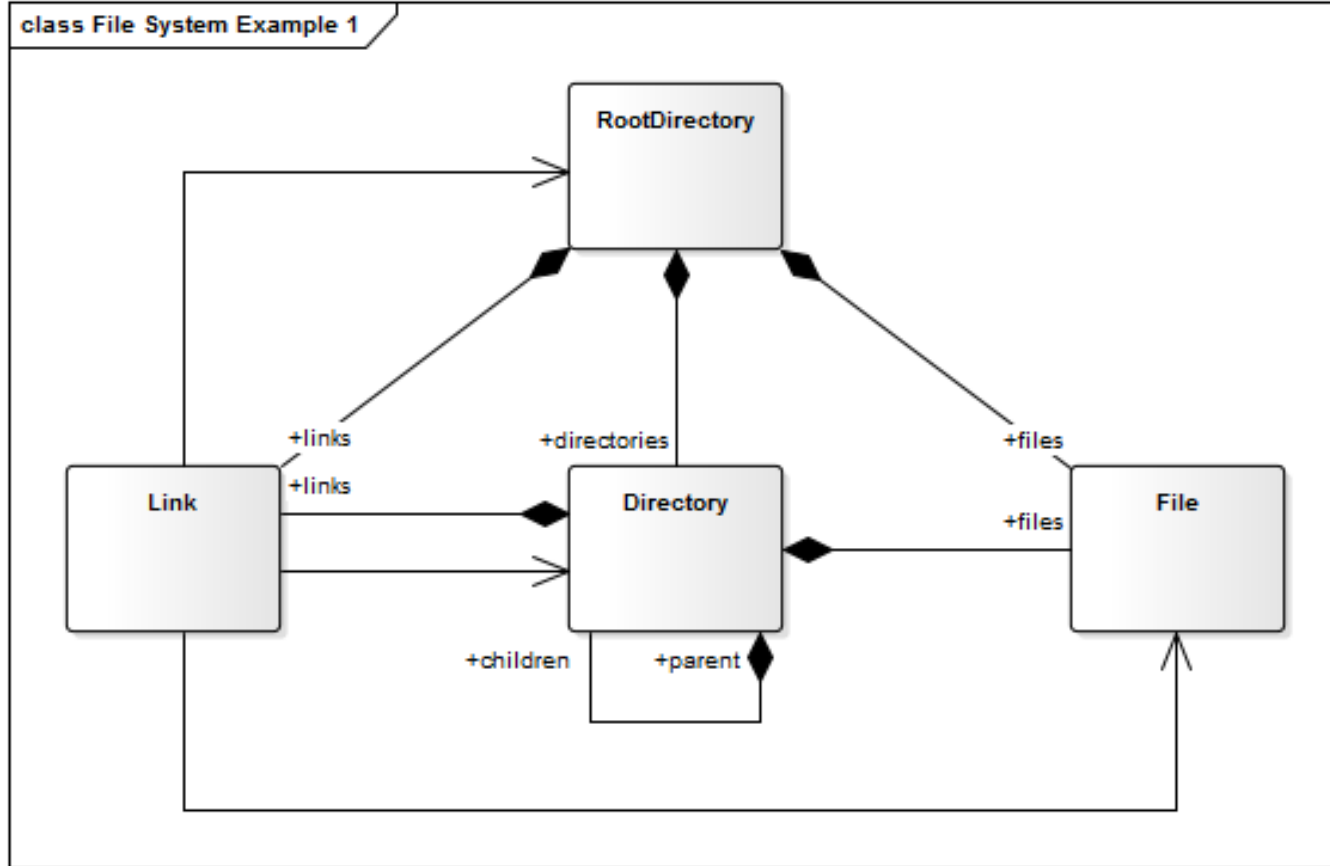 class File System Example 1
RootDirectory
+links
+directories
+files
+links
Link
Directory
+files
File
+children
+parent